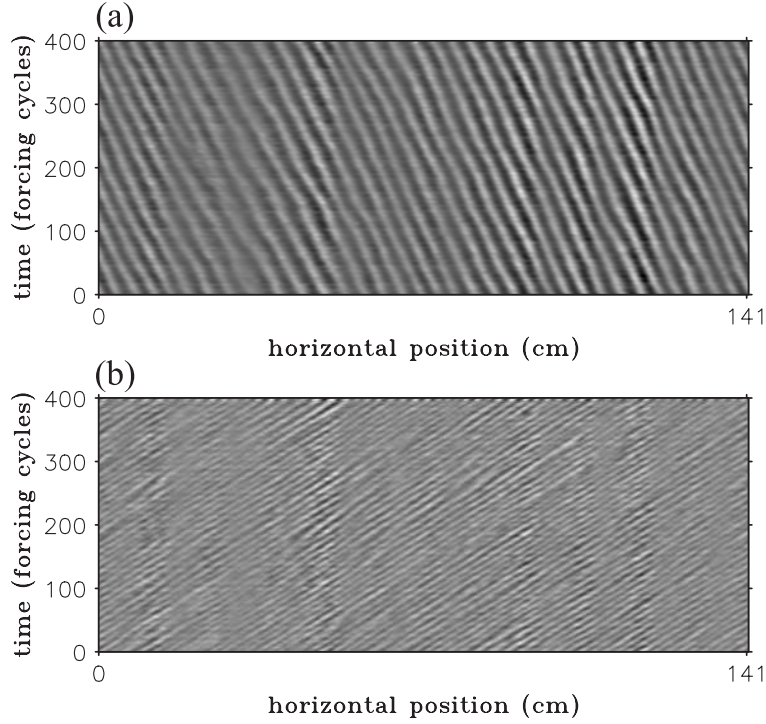 (a)
400
300
200
100
0
time (forcing cycles)
0 141
horizontal position (cm)
(b)
400
300
200
100
0
time (forcing cycles)
0 141
horizontal position (cm)